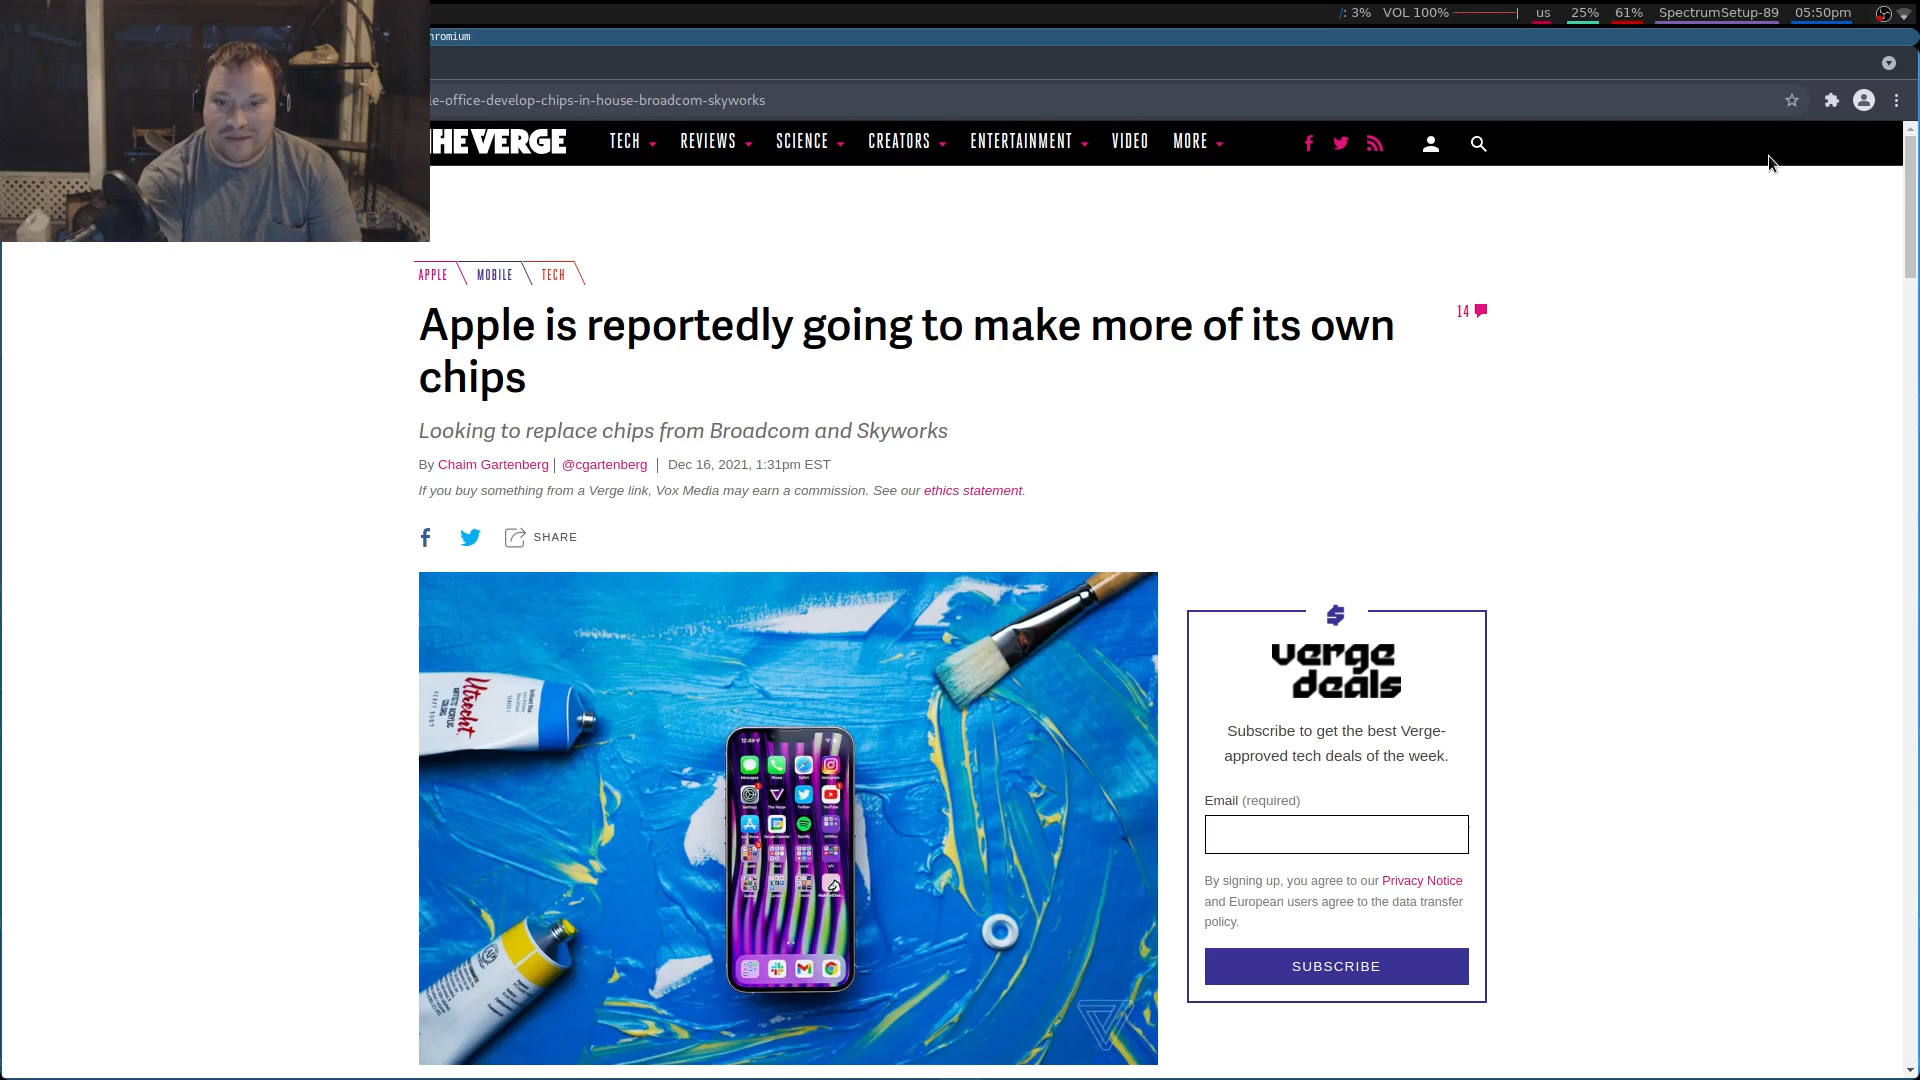 /: 3% VOL 100% us 25% 61% SpectrumSetup-89 05:50pm
hromium
le-office-develop-chips-in-house-broadcom-skyworks
THE VERGE TECH REVIEWS SCIENCE CREATORS ENTERTAINMENT VIDEO MORE
APPLE MOBILE TECH
Apple is reportedly going to make more of its own
chips
14
Looking to replace chips from Broadcom and Skyworks
By Chaim Gartenberg | @cgartenberg | Dec 16, 2021, 1:31pm EST
If you buy something from a Verge link, Vox Media may earn a commission. See our ethics statement.
SHARE
Utrecht
12:49
verge
deals
Subscribe to get the best Verge-
approved tech deals of the week.
Email (required)
By signing up, you agree to our Privacy Notice
and European users agree to the data transfer
policy.
SUBSCRIBE